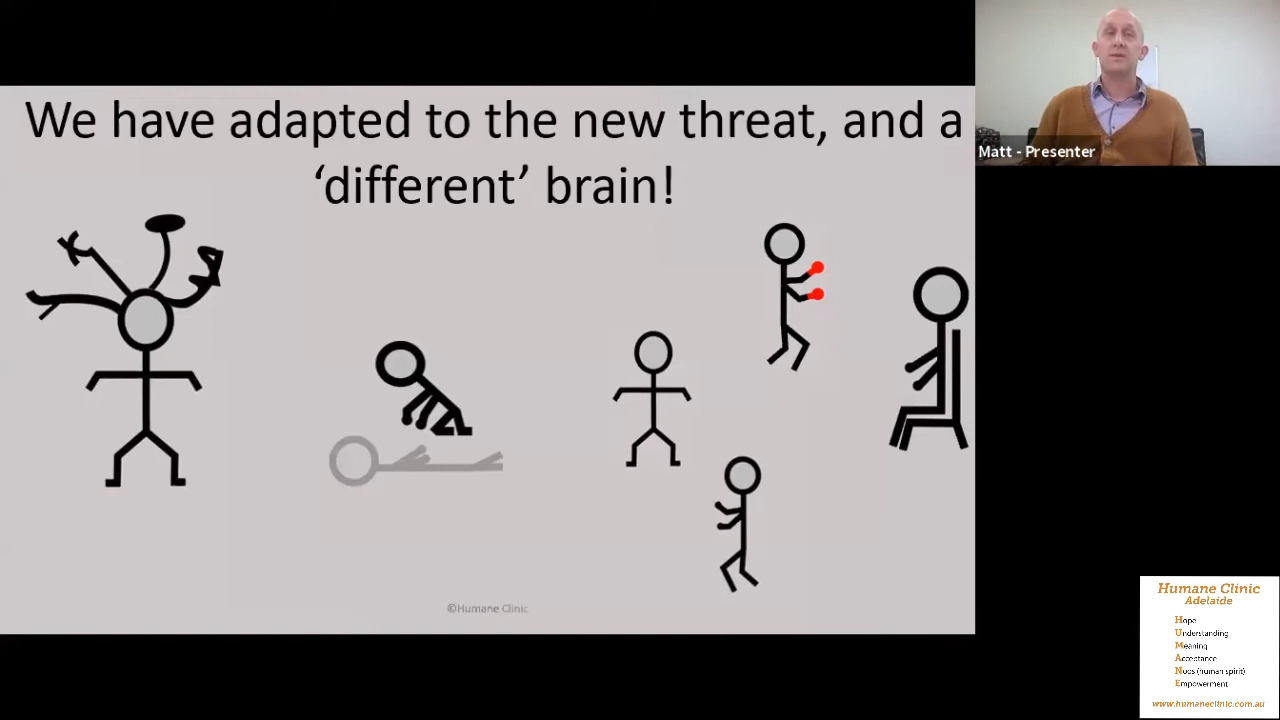 We have adapted to the new threat, and a
‘different’ brain!
Matt - Presenter
©Humane Clinic
Humane Clinic
Adelaide
Hope
Understanding
Meaning
Acceptance
Noos (human spirit)
Empowerment
www.humaneclinic.com.au